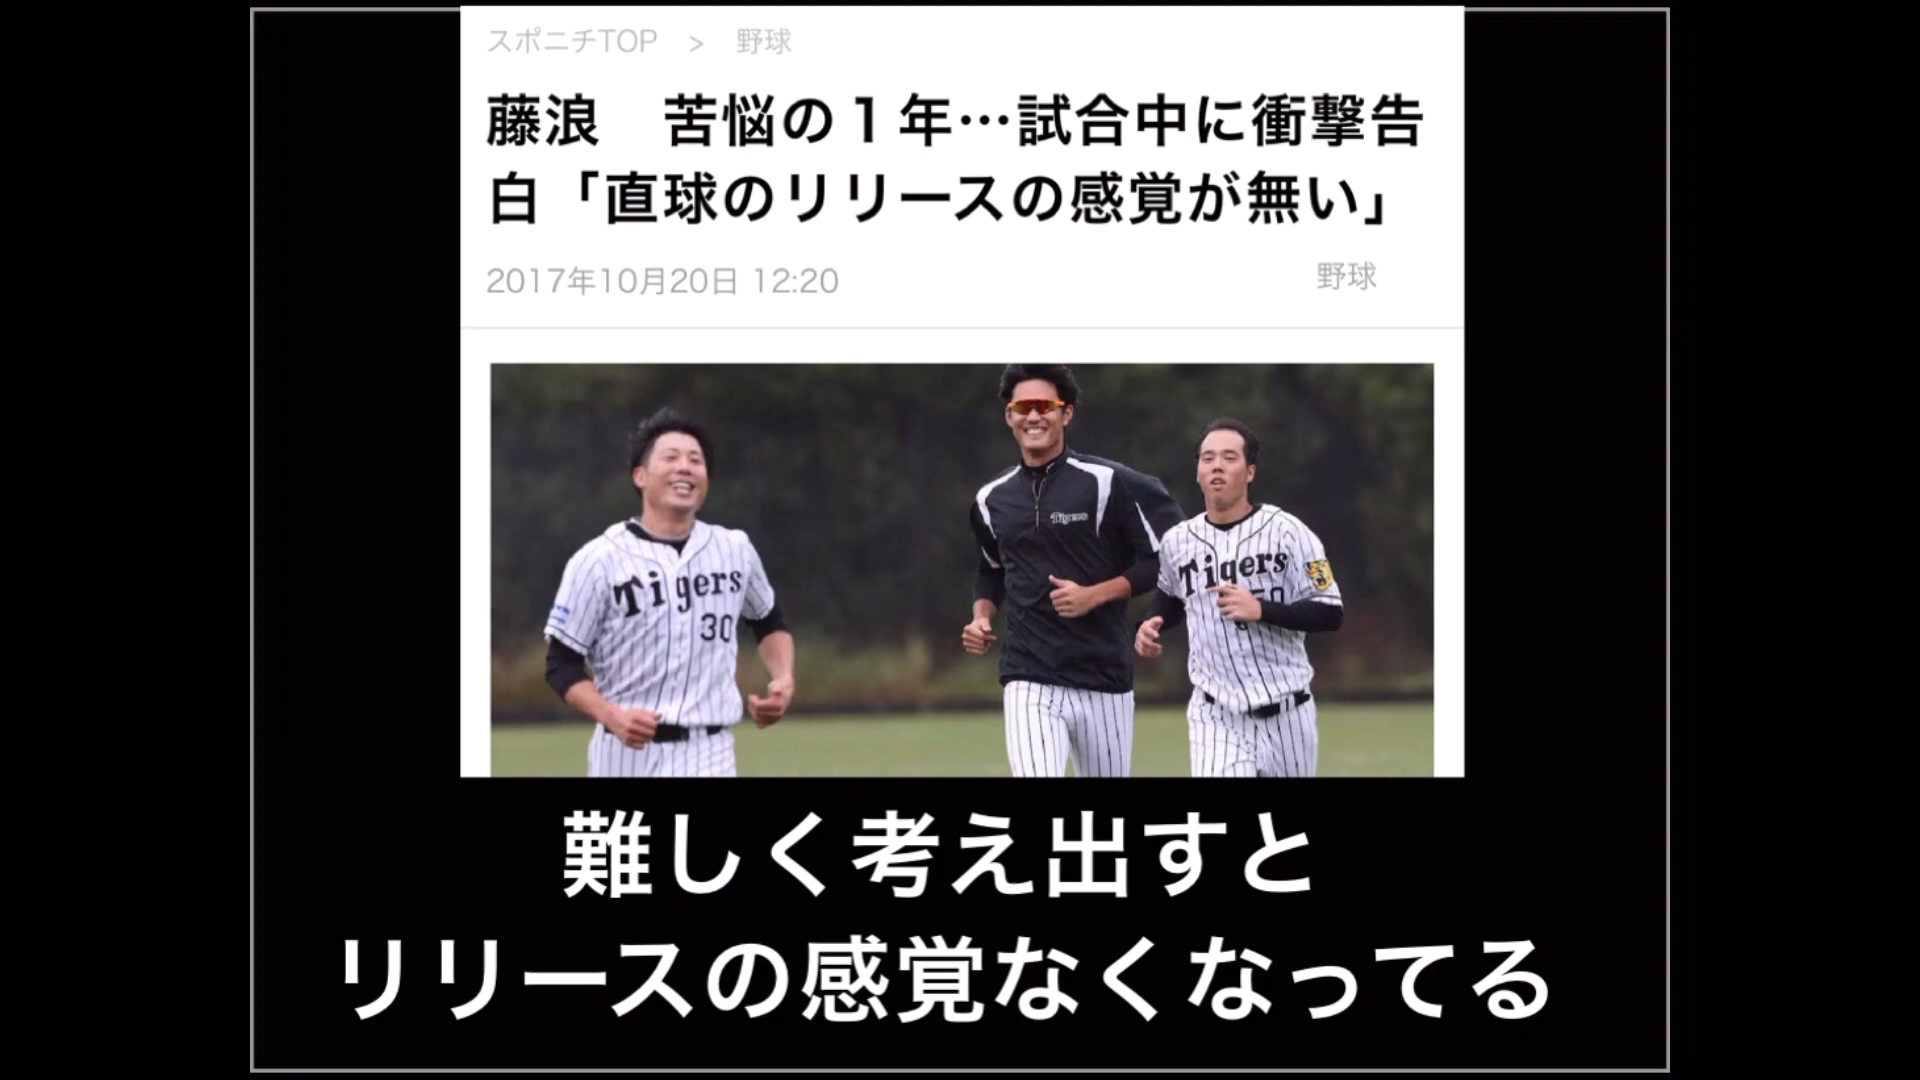 スポニチTOP > 野球
藤浪 苦悩の1年…試合中に衝撃告
白「直球のリリースの感覚が無い」
2017年10月20日 12:20 野球
Tigers
30
Tigers
Tigers
難しく考え出すと
リリースの感覚なくなってる